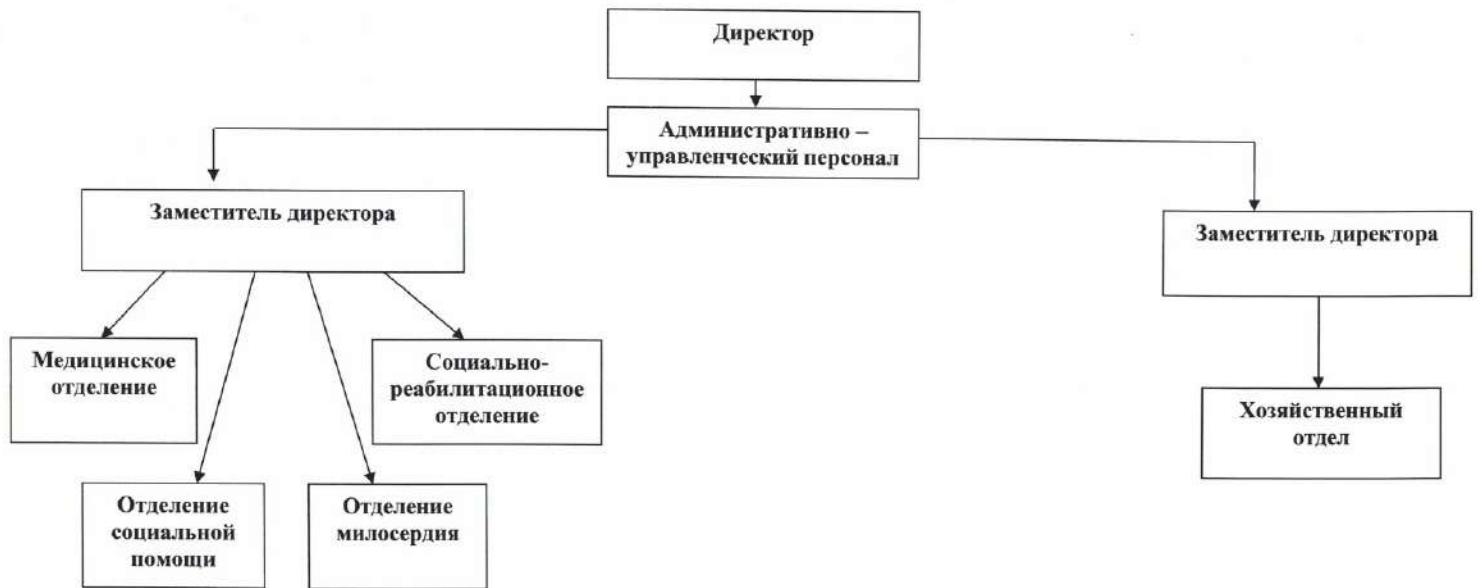 Директор
Административно –
управленческий персонал
Заместитель директора
Заместитель директора
Медицинское
отделение
Социально-
реабилитационное
отделение
Хозяйственный
отдел
Отделение
социальной
помощи
Отделение
милосердия